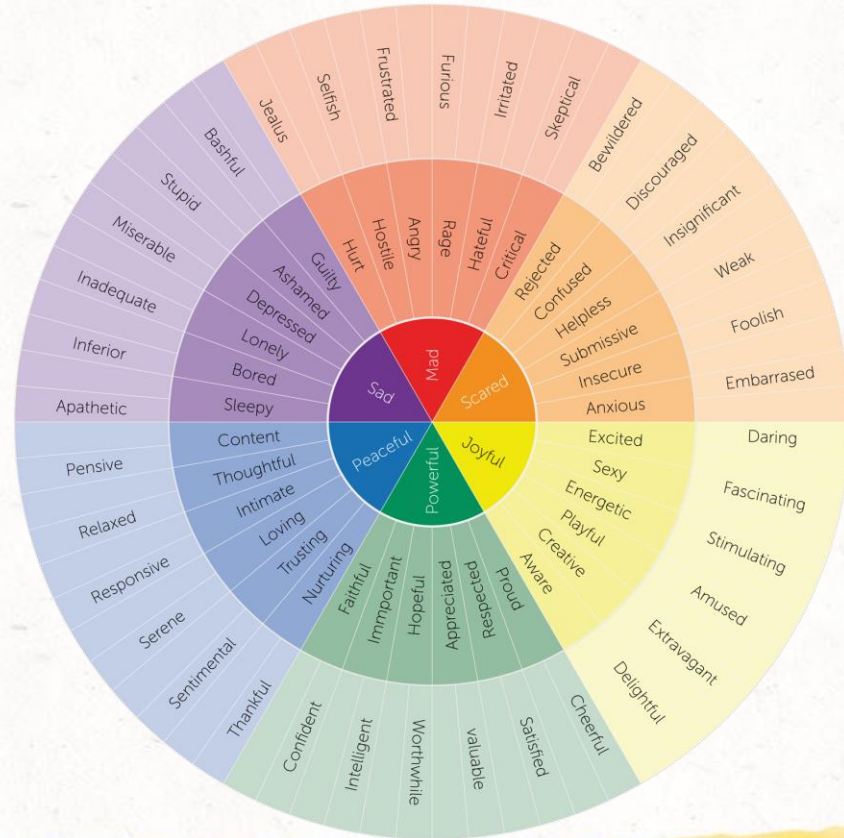 Mad
Scared
Joyful
Powerful
Peaceful
Sad
Hurt
Hostile
Angry
Rage
Hateful
Critical
Rejected
Confused
Helpless
Submissive
Insecure
Anxious
Excited
Sexy
Energetic
Playful
Creative
Aware
Proud
Respected
Appreciated
Hopeful
Immportant
Faithful
Nurturing
Trusting
Loving
Intimate
Thoughtful
Content
Sleepy
Bored
Lonely
Depressed
Ashamed
Guilty
Jealus
Selfish
Frustrated
Furious
Irritated
Skeptical
Bewildered
Discouraged
Insignificant
Weak
Foolish
Embarrased
Daring
Fascinating
Stimulating
Amused
Extravagant
Delightful
Cheerful
Satisfied
valuable
Worthwhile
Intelligent
Confident
Thankful
Sentimental
Serene
Responsive
Relaxed
Pensive
Apathetic
Inferior
Inadequate
Miserable
Stupid
Bashful